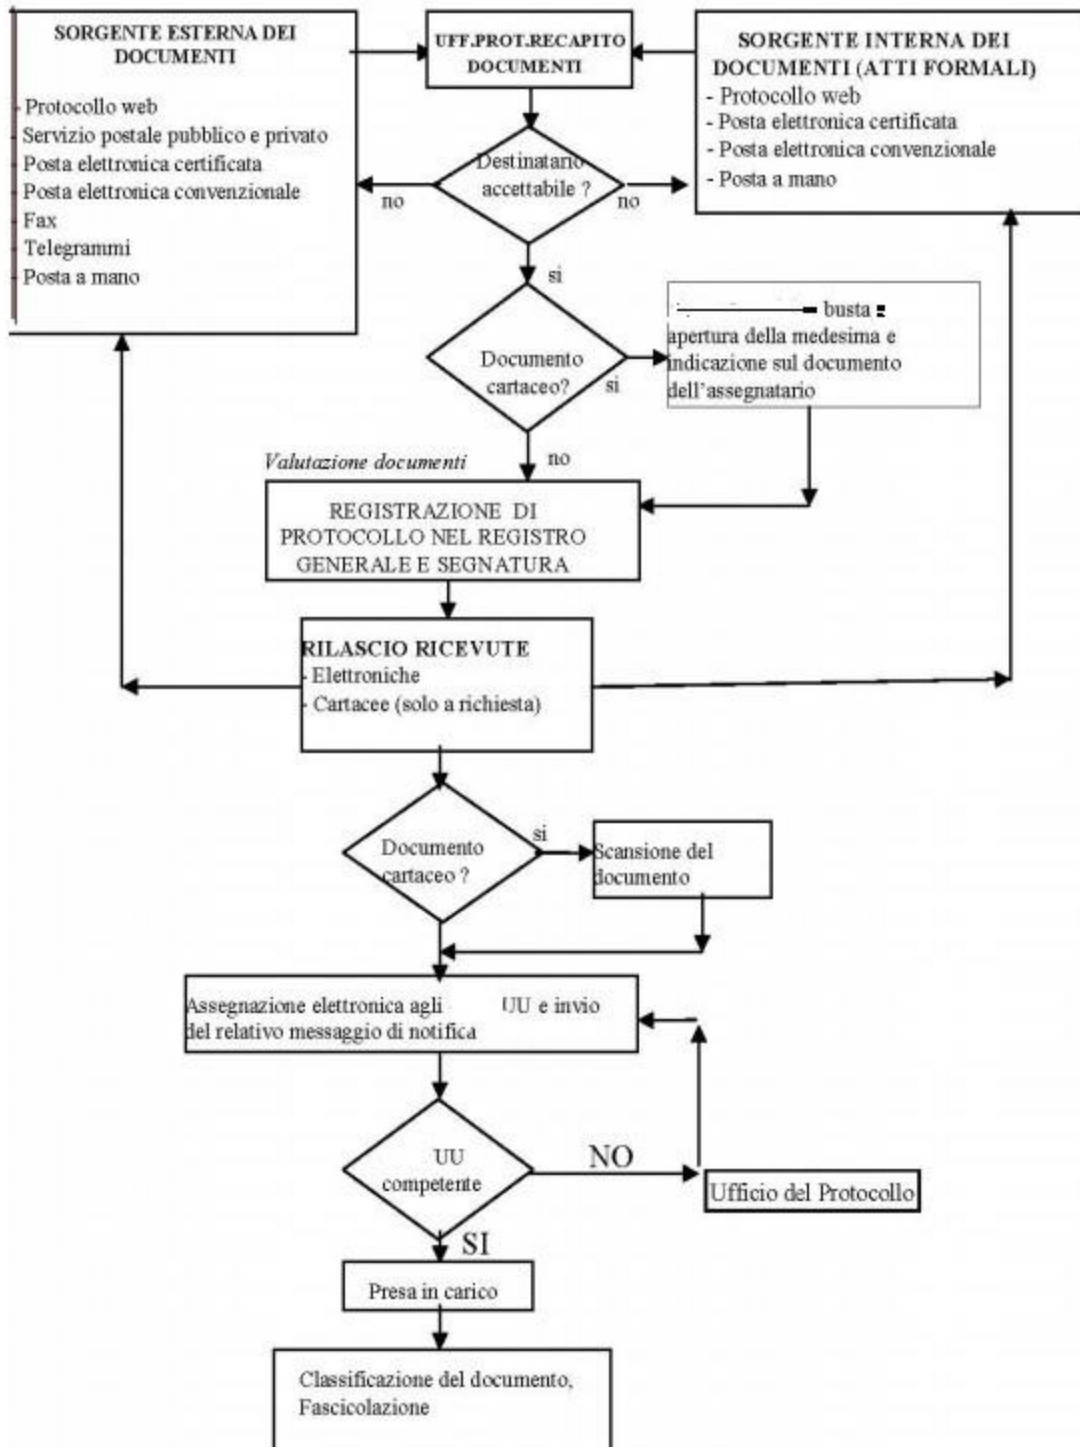 SORGENTE ESTERNA DEI
DOCUMENTI
- Protocollo web
- Servizio postale pubblico e privato
- Posta elettronica certificata
- Posta elettronica convenzionale
- Fax
- Telegrammi
- Posta a mano
UFF.PROT.RECAPITO
DOCUMENTI
SORGENTE INTERNA DEI
DOCUMENTI (ATTI FORMALI)
- Protocollo web
- Posta elettronica certificata
- Posta elettronica convenzionale
- Posta a mano
Destinatario
accettabile ?
no
no
si
Documento
cartaceo?
si
busta
apertura della medesima e
indicazione sul documento
dell'assegnatario
no
Valutazione documenti
REGISTRAZIONE DI
PROTOCOLLO NEL REGISTRO
GENERALE E SEGNATURA
RILASCIO RICEVUTE
- Elettroniche
- Cartacee (solo a richiesta)
Documento
cartaceo ?
si
Scansione del
documento
Assegnazione elettronica agli UU e invio
del relativo messaggio di notifica
UU
competente
NO
Ufficio del Protocollo
SI
Presa in carico
Classificazione del documento,
Fascicolazione